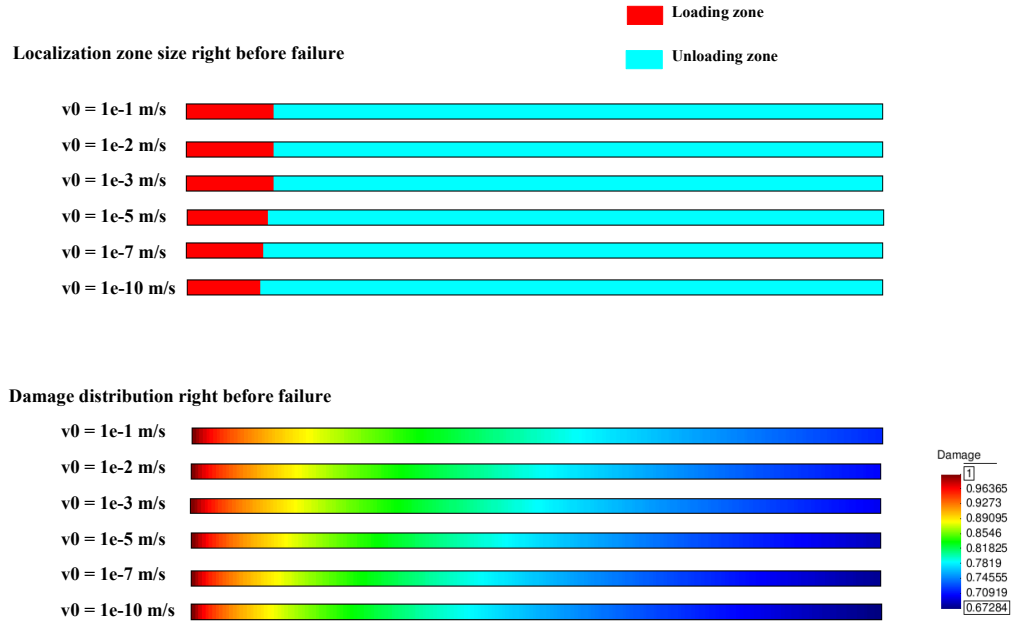 Loading zone
Localization zone size right before failure
Unloading zone
v0 = 1e-1 m/s
v0 = 1e-2 m/s
v0 = 1e-3 m/s
v0 = 1e-5 m/s
v0 = 1e-7 m/s
v0 = 1e-10 m/s
Damage distribution right before failure
v0 = 1e-1 m/s
v0 = 1e-2 m/s
v0 = 1e-3 m/s
v0 = 1e-5 m/s
v0 = 1e-7 m/s
v0 = 1e-10 m/s
Damage
1
0.96365
0.9273
0.89095
0.8546
0.81825
0.7819
0.74555
0.70919
0.67284